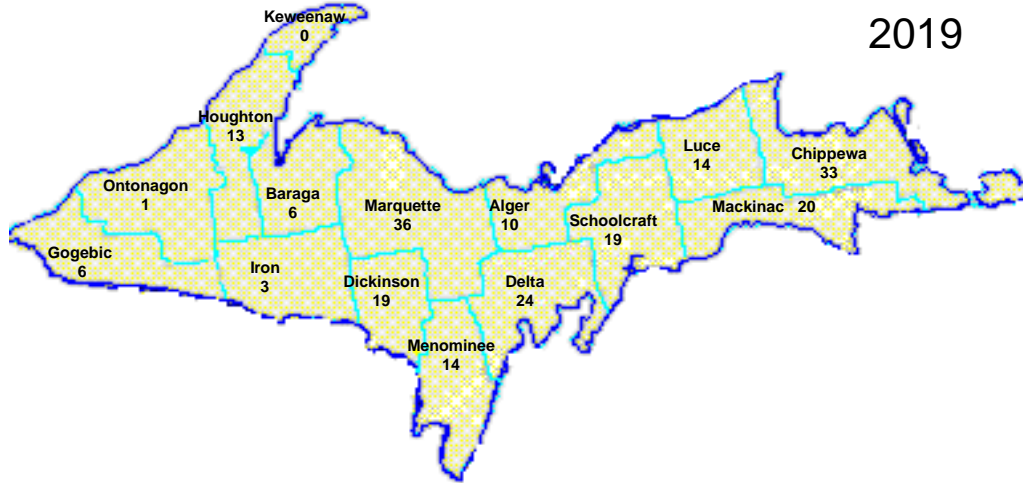 2019
Keweenaw
0
Houghton
13
Ontonagon
1
Gogebic
6
Baraga
6
Iron
3
Marquette
36
Dickinson
19
Menominee
14
Alger
10
Delta
24
Schoolcraft
19
Luce
14
Mackinac 20
Chippewa
33